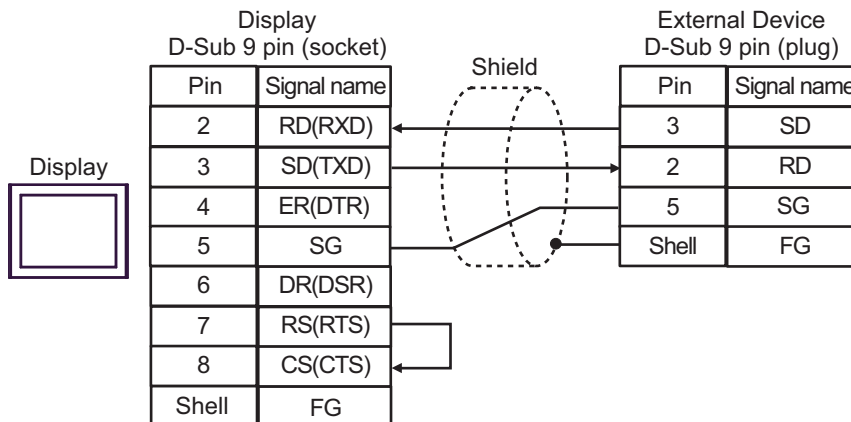 Display
D-Sub 9 pin (socket)
External Device
D-Sub 9 pin (plug)
Shield
Display
Pin Signal name
2 RD(RXD)
3 SD(TXD)
4 ER(DTR)
5 SG
6 DR(DSR)
7 RS(RTS)
8 CS(CTS)
Shell FG
Pin Signal name
3 SD
2 RD
5 SG
Shell FG